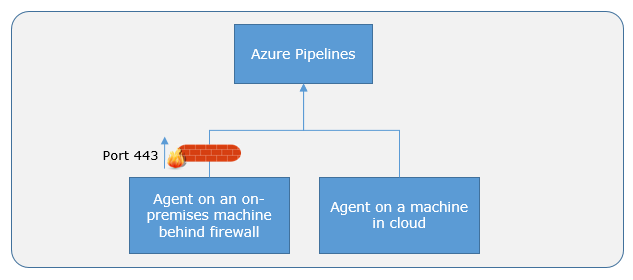 Azure Pipelines
Port 443
Agent on an on-
premises machine
behind firewall
Agent on a machine
in cloud